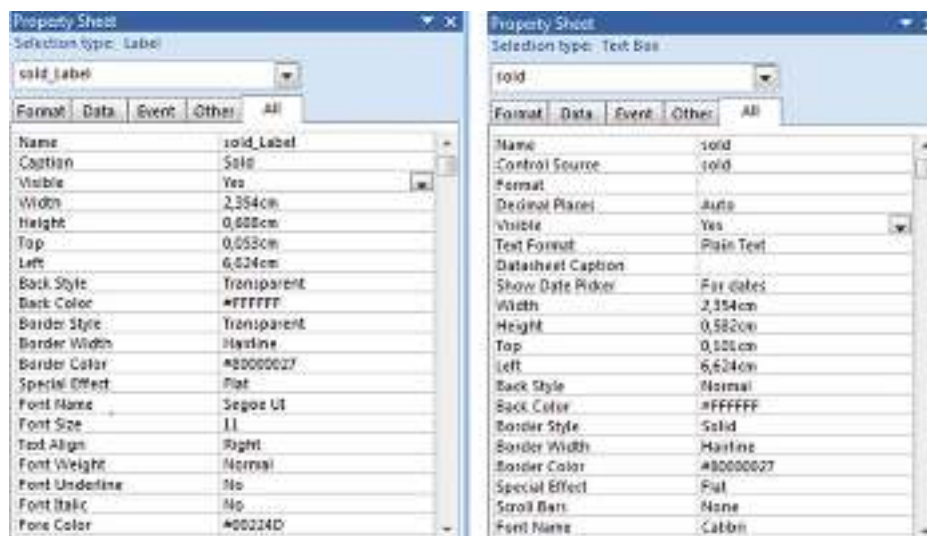 Property Sheet
Selection type: Label
sold_Label
Format Data Event Other All
Name sold_Label
Caption Sold
Visible Yes
Width 2,354cm
Height 0,608cm
Top 0,053cm
Left 6,624cm
Back Style Transparent
Back Color #FFFFFF
Border Style Transparent
Border Width Hairline
Border Color #80000027
Special Effect Flat
Font Name Segoe UI
Font Size 11
Text Align Right
Font Weight Normal
Font Underline No
Font Italic No
Fore Color #00224D
Property Sheet
Selection type: Text Box
sold
Format Data Event Other All
Name sold
Control Source sold
Format
Decimal Places Auto
Visible Yes
Text Format Plain Text
Datasheet Caption
Show Date Picker For dates
Width 2,354cm
Height 0,582cm
Top 0,101cm
Left 6,624cm
Back Style Normal
Back Color #FFFFFF
Border Style Solid
Border Width Hairline
Border Color #80000027
Special Effect Flat
Scroll Bars None
Font Name Calibri